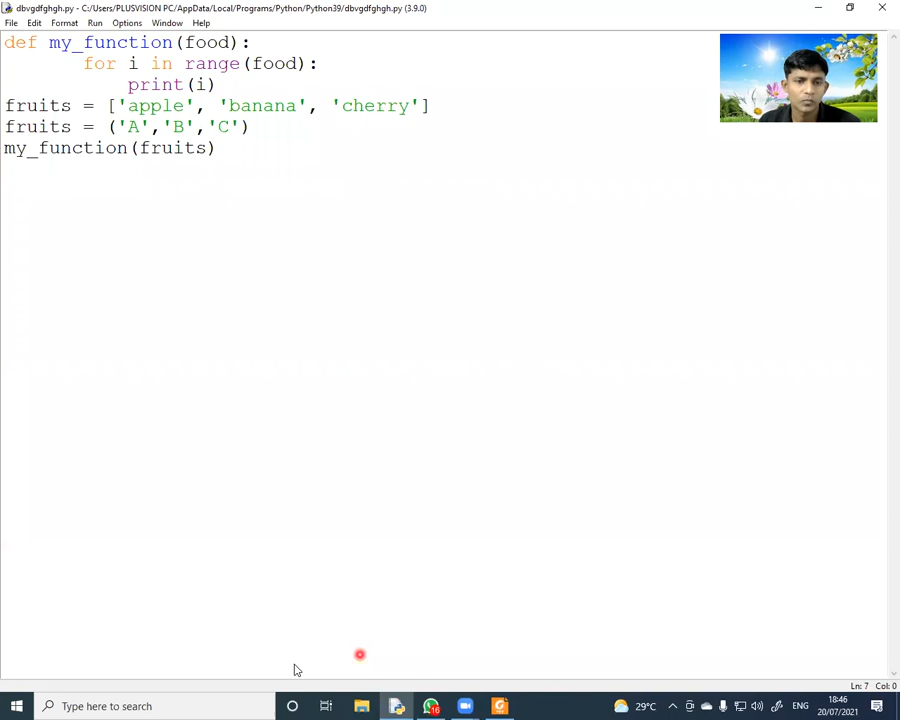 dbvgdfghgh.py - C:/Users/PLUSVISION PC/AppData/Local/Programs/Python/Python39/dbvgdfghgh.py (3.9.0)
File Edit Format Run Options Window Help
def my_function(food):
for i in range(food):
print(i)
fruits = ['apple', 'banana', 'cherry']
fruits = ('A','B','C')
my_function(fruits)
Ln: 7 Col: 0
Type here to search
16
29°C
ENG
18:46
20/07/2021